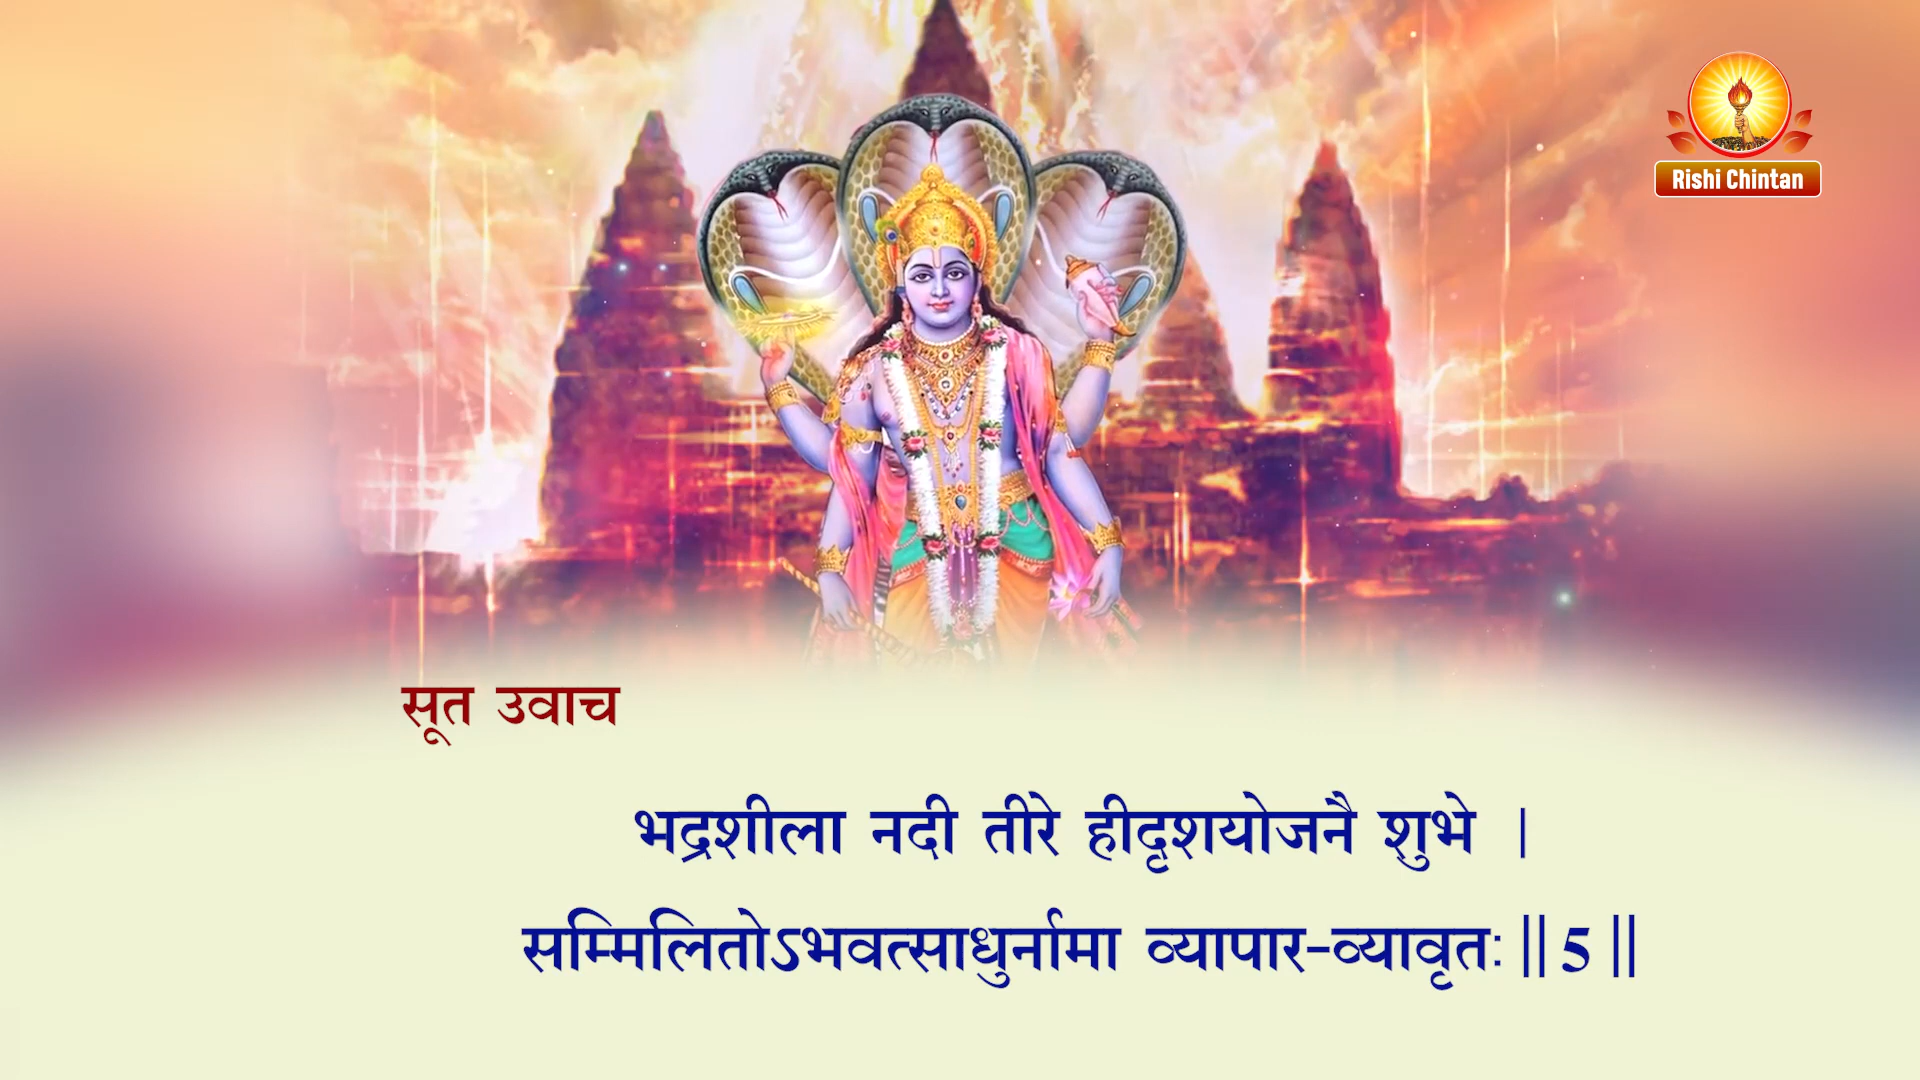 Rishi Chintan
सूत उवाच
भद्रशीला नदी तीरे हीदृशयोजनै शुभे ।
सम्मिलितोऽभवत्साधुर्नामा व्यापार-व्यावृतः॥ 5 ॥